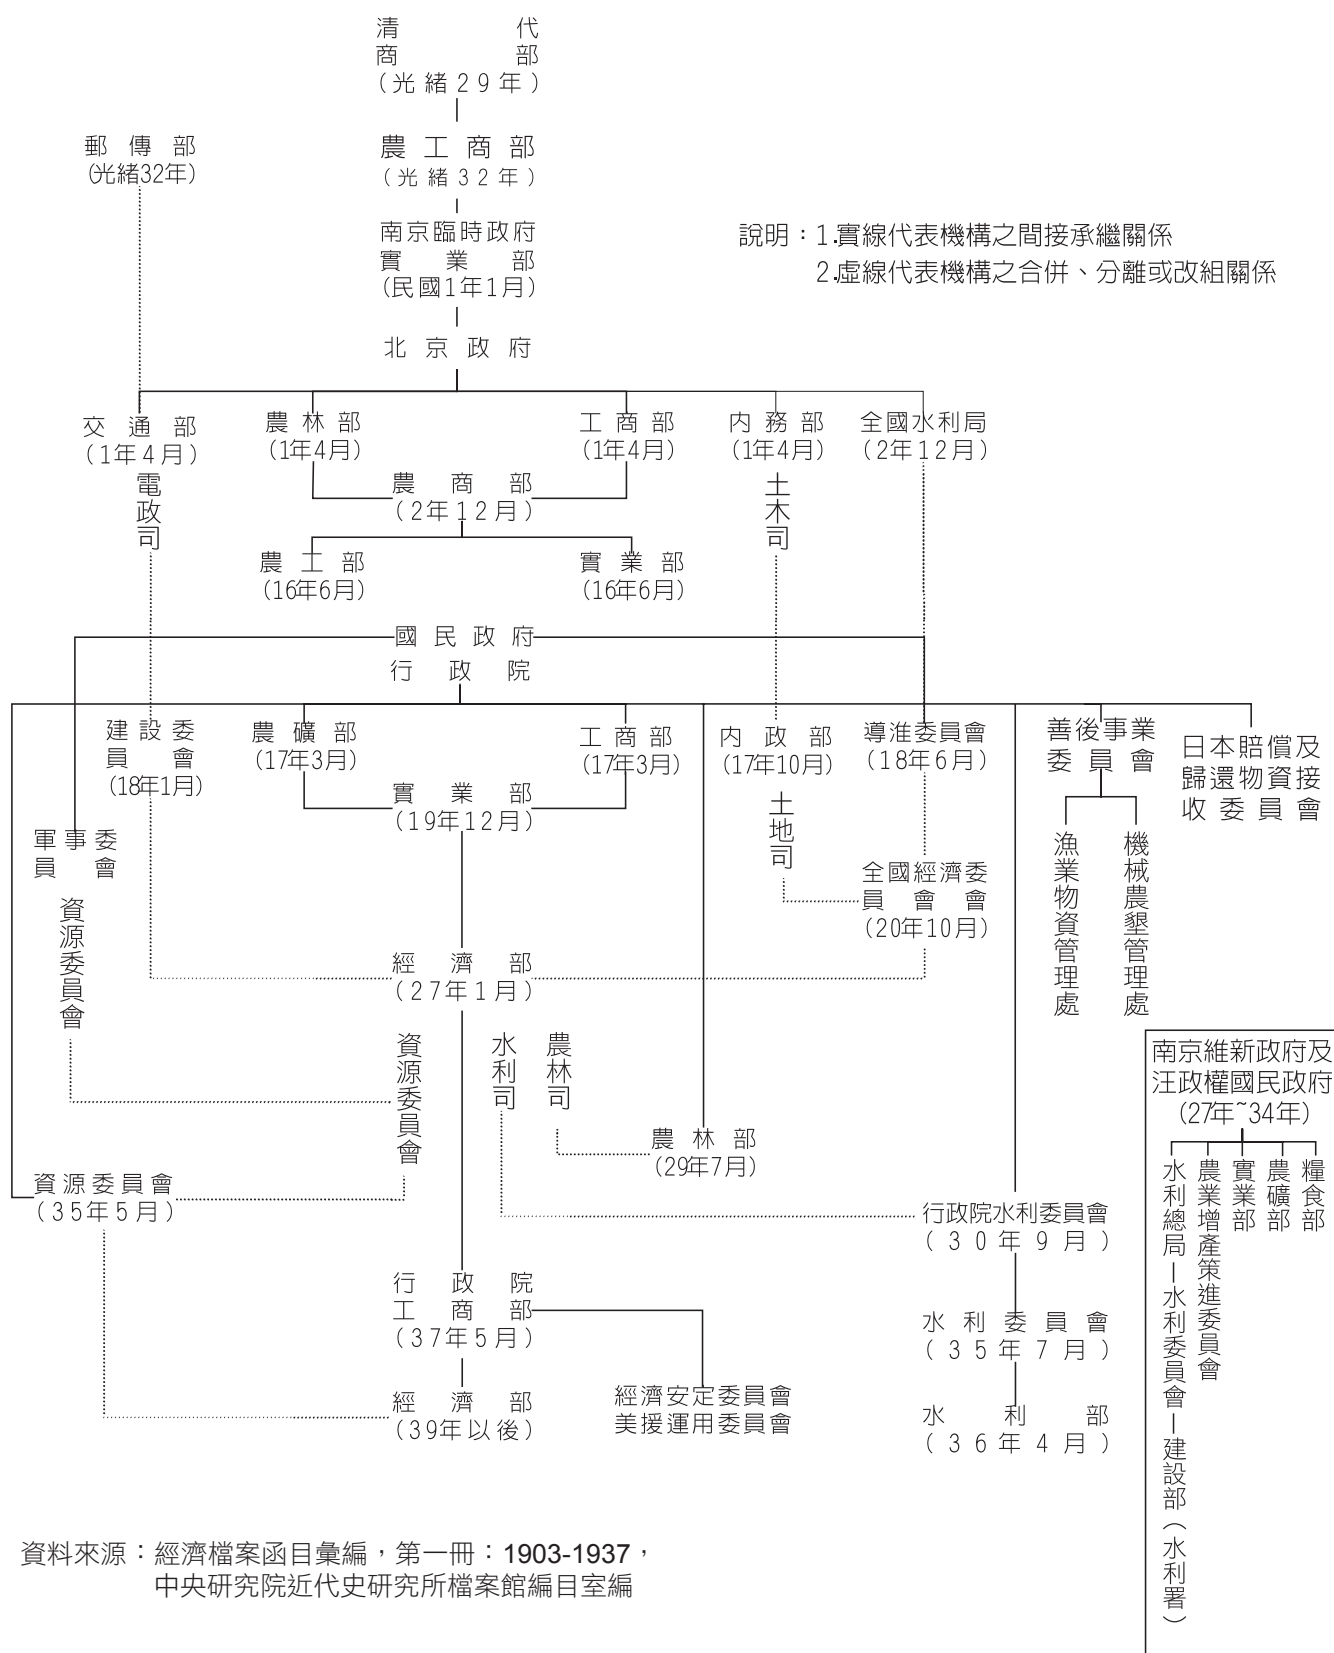 清代
商部
(光緒29年)
郵傳部
(光緒32年)
農工商部
(光緒32年)
南京臨時政府
實業部
(民國1年1月)
說明：1.實線代表機構之間接承繼關係
2.虛線代表機構之合併、分離或改組關係
北京政府
交通部
(1年4月)
電政司
農林部
(1年4月)
工商部
(1年4月)
內務部
(1年4月)
土木司
全國水利局
(2年12月)
農商部
(2年12月)
農工部
(16年6月)
實業部
(16年6月)
國民政府
行政院
建設委
員會
(18年1月)
農礦部
(17年3月)
工商部
(17年3月)
內政部
(17年10月)
土地司
導淮委員會
(18年6月)
善後事業
委員會
日本賠償及
歸還物資接
收委員會
實業部
(19年12月)
軍事委
員會
資源委員會
全國經濟委
員會會
(20年10月)
漁業物資管理處
機械農墾管理處
經濟部
(27年1月)
資源委員會
水利司
農林司
農林部
(29年7月)
南京維新政府及
汪政權國民政府
(27年~34年)
水利總局－水利委員會－建設部（水利署）
農業增產策進委員會
實業部
農礦部
糧食部
資源委員會
(35年5月)
行政院水利委員會
(30年9月)
行政院
工商部
(37年5月)
水利委員會
(35年7月)
經濟部
(39年以後)
經濟安定委員會
美援運用委員會
水利部
(36年4月)
資料來源：經濟檔案函目彙編，第一冊：1903-1937，
中央研究院近代史研究所檔案館編目室編